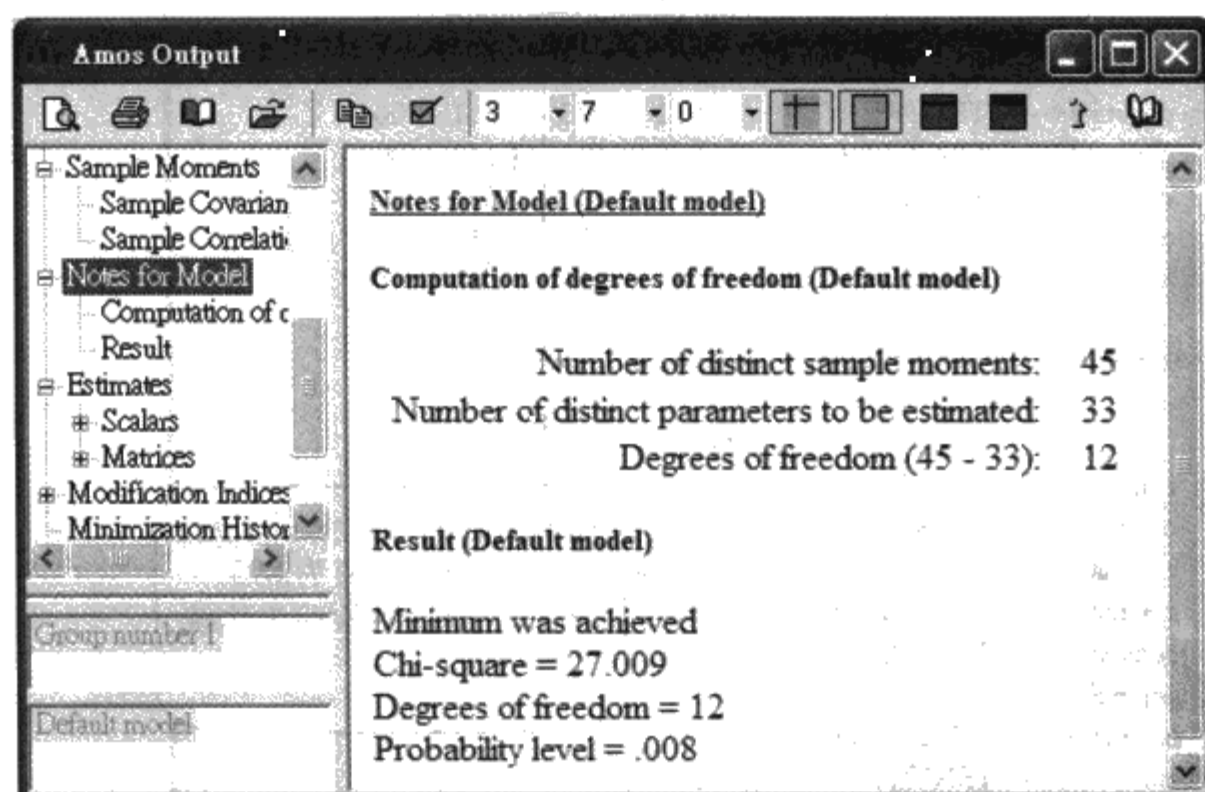 Amos Output
3 7 0
Sample Moments
Sample Covarian
Sample Correlati
Notes for Model
Computation of c
Result
Estimates
Scalars
Matrices
Modification Indices
Minimization Histor
Group number 1
Default model
Notes for Model (Default model)
Computation of degrees of freedom (Default model)
Number of distinct sample moments: 45
Number of distinct parameters to be estimated: 33
Degrees of freedom (45 - 33): 12
Result (Default model)
Minimum was achieved
Chi-square = 27.009
Degrees of freedom = 12
Probability level = .008